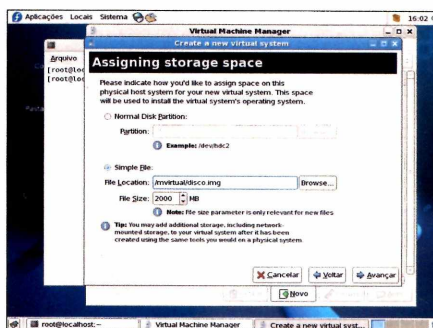 Aplicações Locais Sistema 16:02
Virtual Machine Manager
Create a new virtual system
Arquivo
[root@loc
[root@loc
Assigning storage space
Please indicate how you'd like to assign space on this
physical host system for your new virtual system. This space
will be used to install the virtual system's operating system.
Normal Disk Partition:
Partition:
Example: /dev/hdc2
Simple File:
File Location: /mvirtual/disco.img Browse...
File Size: 2000 MB
Note: File size parameter is only relevant for new files
Tip: You may add additional storage, including network-
mounted storage, to your virtual system after it has been
created using the same tools you would on a physical system.
Cancelar Voltar Avançar
Novo
root@localhost:~ Virtual Machine Manager Create a new virtual syst...